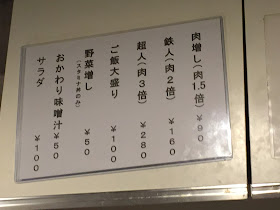 肉増し(肉1.5倍) ￥90
鉄人(肉2倍) ￥160
超人(肉3倍) ￥280
ご飯大盛り ￥100
野菜増し ￥50
(スタミナ丼のみ)
おかわり味噌汁 ￥50
サラダ ￥100